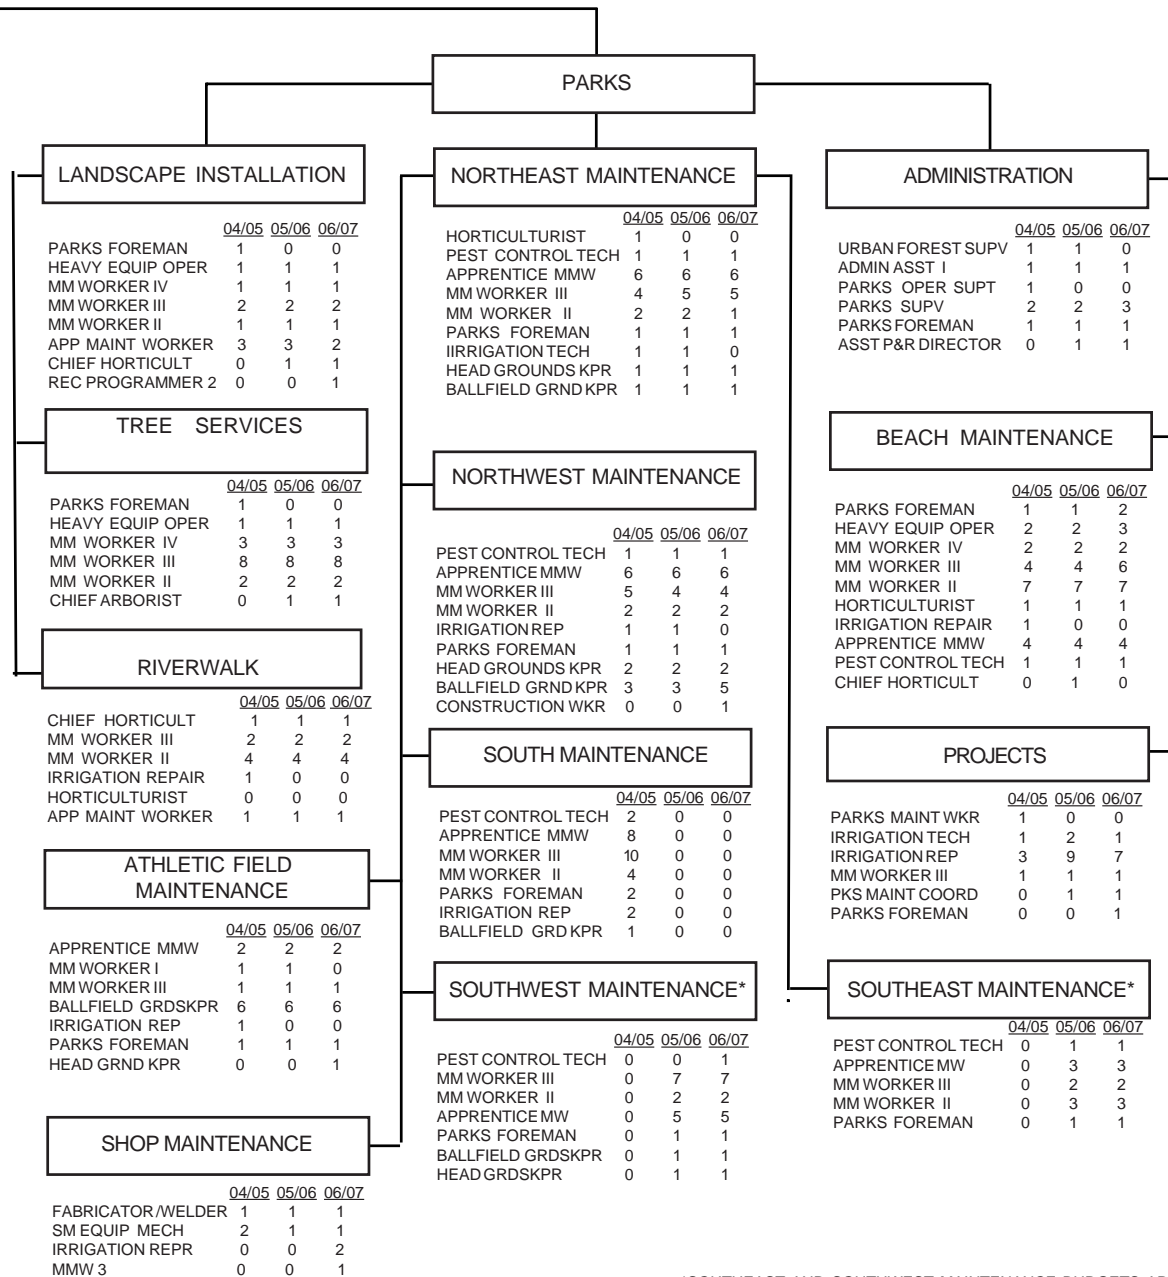 PARKS
LANDSCAPE INSTALLATION
04/05 05/06 06/07
PARKS FOREMAN 1 0 0
HEAVY EQUIP OPER 1 1 1
MM WORKER IV 1 1 1
MM WORKER III 2 2 2
MM WORKER II 1 1 1
APP MAINT WORKER 3 3 2
CHIEF HORTICULT 0 1 1
REC PROGRAMMER 2 0 0 1
TREE SERVICES
04/05 05/06 06/07
PARKS FOREMAN 1 0 0
HEAVY EQUIP OPER 1 1 1
MM WORKER IV 3 3 3
MM WORKER III 8 8 8
MM WORKER II 2 2 2
CHIEF ARBORIST 0 1 1
RIVERWALK
04/05 05/06 06/07
CHIEF HORTICULT 1 1 1
MM WORKER III 2 2 2
MM WORKER II 4 4 4
IRRIGATION REPAIR 1 0 0
HORTICULTURIST 0 0 0
APP MAINT WORKER 1 1 1
ATHLETIC FIELD
MAINTENANCE
04/05 05/06 06/07
APPRENTICE MMW 2 2 2
MM WORKER I 1 1 0
MM WORKER III 1 1 1
BALLFIELD GRDSKPR 6 6 6
IRRIGATION REP 1 0 0
PARKS FOREMAN 1 1 1
HEAD GRND KPR 0 0 1
SHOP MAINTENANCE
04/05 05/06 06/07
FABRICATOR/WELDER 1 1 1
SM EQUIP MECH 2 1 1
IRRIGATION REPR 0 0 2
MMW 3 0 0 1
NORTHEAST MAINTENANCE
04/05 05/06 06/07
HORTICULTURIST 1 0 0
PEST CONTROL TECH 1 1 1
APPRENTICE MMW 6 6 6
MM WORKER III 4 5 5
MM WORKER II 2 2 1
PARKS FOREMAN 1 1 1
IIRRIGATION TECH 1 1 0
HEAD GROUNDS KPR 1 1 1
BALLFIELD GRND KPR 1 1 1
NORTHWEST MAINTENANCE
04/05 05/06 06/07
PEST CONTROL TECH 1 1 1
APPRENTICE MMW 6 6 6
MM WORKER III 5 4 4
MM WORKER II 2 2 2
IRRIGATION REP 1 1 0
PARKS FOREMAN 1 1 1
HEAD GROUNDS KPR 2 2 2
BALLFIELD GRND KPR 3 3 5
CONSTRUCTION WKR 0 0 1
SOUTH MAINTENANCE
04/05 05/06 06/07
PEST CONTROL TECH 2 0 0
APPRENTICE MMW 8 0 0
MM WORKER III 10 0 0
MM WORKER II 4 0 0
PARKS FOREMAN 2 0 0
IRRIGATION REP 2 0 0
BALLFIELD GRD KPR 1 0 0
SOUTHWEST MAINTENANCE*
04/05 05/06 06/07
PEST CONTROL TECH 0 0 1
MM WORKER III 0 7 7
MM WORKER II 0 2 2
APPRENTICE MW 0 5 5
PARKS FOREMAN 0 1 1
BALLFIELD GRDSKPR 0 1 1
HEAD GRDSKPR 0 1 1
ADMINISTRATION
04/05 05/06 06/07
URBAN FOREST SUPV 1 1 0
ADMIN ASST I 1 1 1
PARKS OPER SUPT 1 0 0
PARKS SUPV 2 2 3
PARKS FOREMAN 1 1 1
ASST P&R DIRECTOR 0 1 1
BEACH MAINTENANCE
04/05 05/06 06/07
PARKS FOREMAN 1 1 2
HEAVY EQUIP OPER 2 2 3
MM WORKER IV 2 2 2
MM WORKER III 4 4 6
MM WORKER II 7 7 7
HORTICULTURIST 1 1 1
IRRIGATION REPAIR 1 0 0
APPRENTICE MMW 4 4 4
PEST CONTROL TECH 1 1 1
CHIEF HORTICULT 0 1 0
PROJECTS
04/05 05/06 06/07
PARKS MAINT WKR 1 0 0
IRRIGATION TECH 1 2 1
IRRIGATION REP 3 9 7
MM WORKER III 1 1 1
PKS MAINT COORD 0 1 1
PARKS FOREMAN 0 0 1
SOUTHEAST MAINTENANCE*
04/05 05/06 06/07
PEST CONTROL TECH 0 1 1
APPRENTICE MW 0 3 3
MM WORKER III 0 2 2
MM WORKER II 0 3 3
PARKS FOREMAN 0 1 1